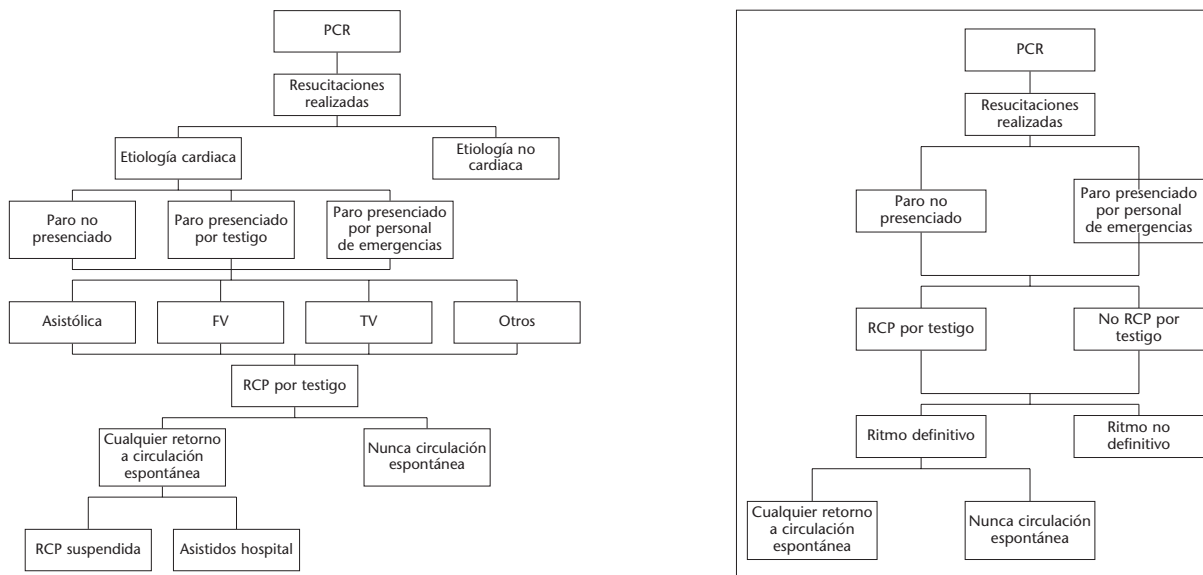 PCR
Resucitaciones
realizadas
Etiología cardiaca
Etiología no
cardiaca
Paro no
presenciado
Paro presenciado
por testigo
Paro presenciado
por personal
de emergencias
Asistólica
FV
TV
Otros
RCP por testigo
Cualquier retorno
a circulación
espontánea
Nunca circulación
espontánea
RCP suspendida
Asistidos hospital
PCR
Resucitaciones
realizadas
Paro no
presenciado
Paro presenciado
por personal
de emergencias
RCP por testigo
No RCP por
testigo
Ritmo definitivo
Ritmo no
definitivo
Cualquier retorno
a circulación
espontánea
Nunca circulación
espontánea